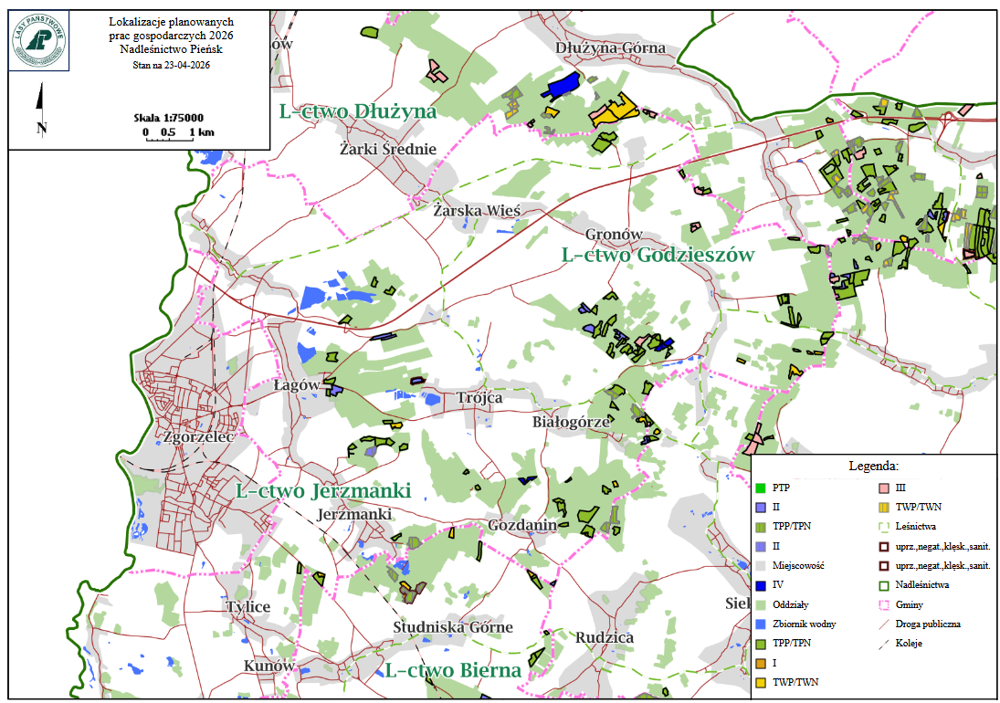 LASY PAŃSTWOWE
Lokalizacje planowanych
prac gospodarczych 2026
Nadleśnictwo Pieńsk
Stan na 23-04-2026
N
Skala 1:75000
0 0.5 1 km
ów
Dłużyna Górna
L-ctwo Dłużyna
Żarki Średnie
Żarska Wieś
Gronów
L-ctwo Godzieszów
Łagów
Trójca
Białogórze
Zgorzelec
L-ctwo Jerzmanki
Jerzmanki
Gozdanin
Tylice
Studniska Górne
Siek
Rudzica
Kunów
L-ctwo Bierna
Legenda:
PTP
II
TPP/TPN
II
Miejscowość
IV
Oddziały
Zbiornik wodny
TPP/TPN
I
TWP/TWN
III
TWP/TWN
Leśnictwa
uprz.,negat.,klęsk.,sanit.
uprz.,negat.,klęsk.,sanit.
Nadleśnictwa
Gminy
Droga publiczna
Koleje